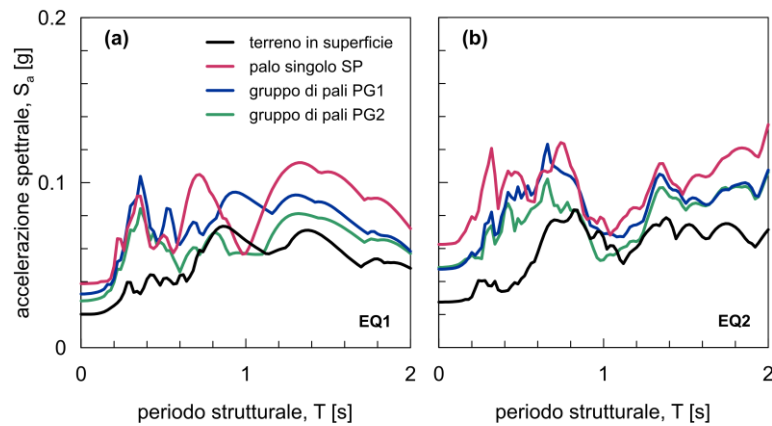 0.2
(a)
terreno in superficie
palo singolo SP
gruppo di pali PG1
gruppo di pali PG2
(b)
accelerazione spettrale, Sa [g]
0.1
0
EQ1
EQ2
0 1 2 0 1 2
periodo strutturale, T [s] periodo strutturale, T [s]